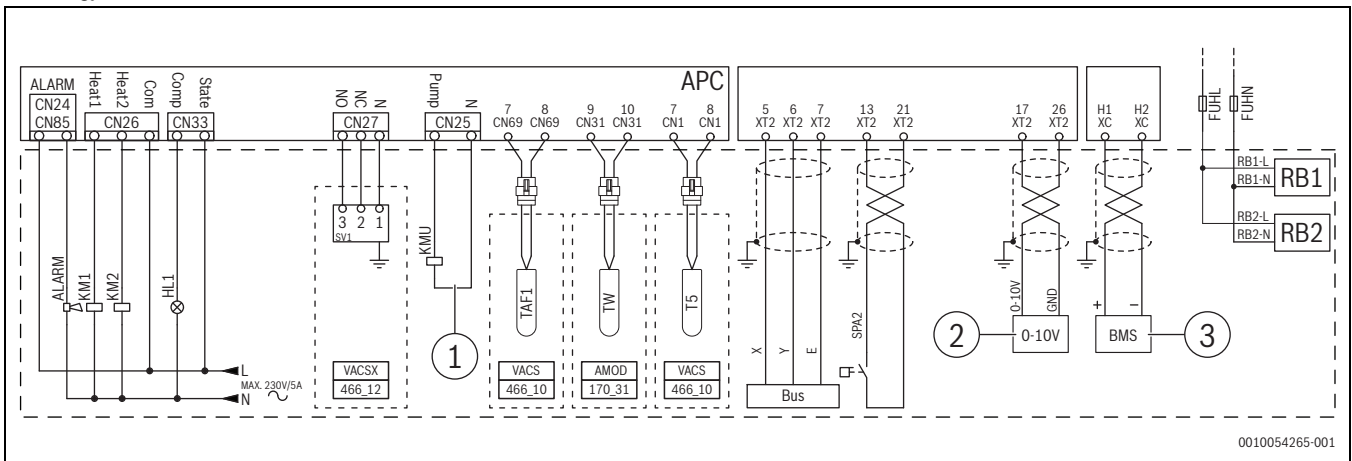 ALARM
CN24
CN85
Heat1
Heat2
Com
CN26
Comp
State
CN33
NO
NC
N
CN27
Pump
N
CN25
APC
7
CN69
8
CN69
9
CN31
10
CN31
7
CN1
8
CN1
5
XT2
6
XT2
7
XT2
13
XT2
21
XT2
17
XT2
26
XT2
H1
XC
H2
XC
FUHL
FUHN
RB1-L
RB1-N
RB1
RB2-L
RB2-N
RB2
3 2 1
SV1
ALARM
KM1
KM2
HL1
KMU
TAF1
TW
T5
X
Y
E
SPA2
0-10V
GND
+
–
1
2
0-10V
BMS
3
L
MAX. 230V/5A
N
VACSX
466_12
VACS
466_10
AMOD
170_31
VACS
466_10
Bus
0010054265-001